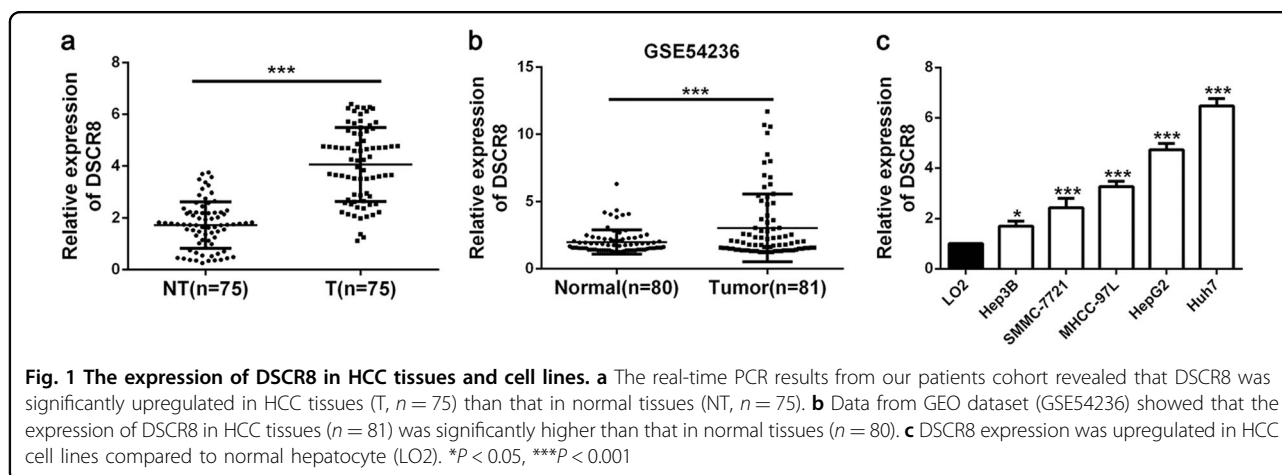 a
Relative expression
of DSCR8
8
6
4
2
0
***
NT(n=75)
T(n=75)
b
GSE54236
Relative expression
of DSCR8
15
10
5
0
***
Normal(n=80)
Tumor(n=81)
c
Relative expression
of DSCR8
8
6
4
2
0
*
***
***
***
***
LO2
Hep3B
SMMC-7721
MHCC-97L
HepG2
Huh7
Fig. 1 The expression of DSCR8 in HCC tissues and cell lines. a The real-time PCR results from our patients cohort revealed that DSCR8 was
significantly upregulated in HCC tissues (T, n = 75) than that in normal tissues (NT, n = 75). b Data from GEO dataset (GSE54236) showed that the
expression of DSCR8 in HCC tissues (n = 81) was significantly higher than that in normal tissues (n = 80). c DSCR8 expression was upregulated in HCC
cell lines compared to normal hepatocyte (LO2). *P < 0.05, ***P < 0.001